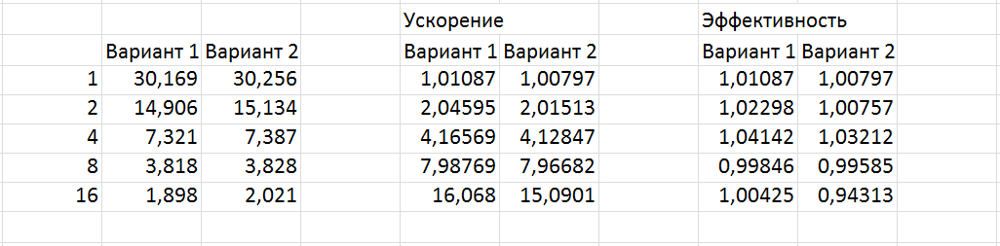 Ускорение Эффективность
Вариант 1 Вариант 2 Вариант 1 Вариант 2 Вариант 1 Вариант 2
1 30,169 30,256 1,01087 1,00797 1,01087 1,00797
2 14,906 15,134 2,04595 2,01513 1,02298 1,00757
4 7,321 7,387 4,16569 4,12847 1,04142 1,03212
8 3,818 3,828 7,98769 7,96682 0,99846 0,99585
16 1,898 2,021 16,068 15,0901 1,00425 0,94313